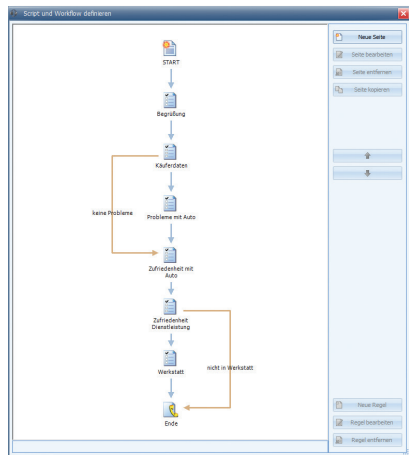 Script und Workflow definieren
START
Begrüßung
Käuferdaten
keine Probleme
Probleme mit Auto
Zufriedenheit mit
Auto
Zufriedenheit
Dienstleistung
Werkstatt
nicht in Werkstatt
Ende
Neue Seite
Seite bearbeiten
Seite entfernen
Seite kopieren
Neue Regel
Regel bearbeiten
Regel entfernen